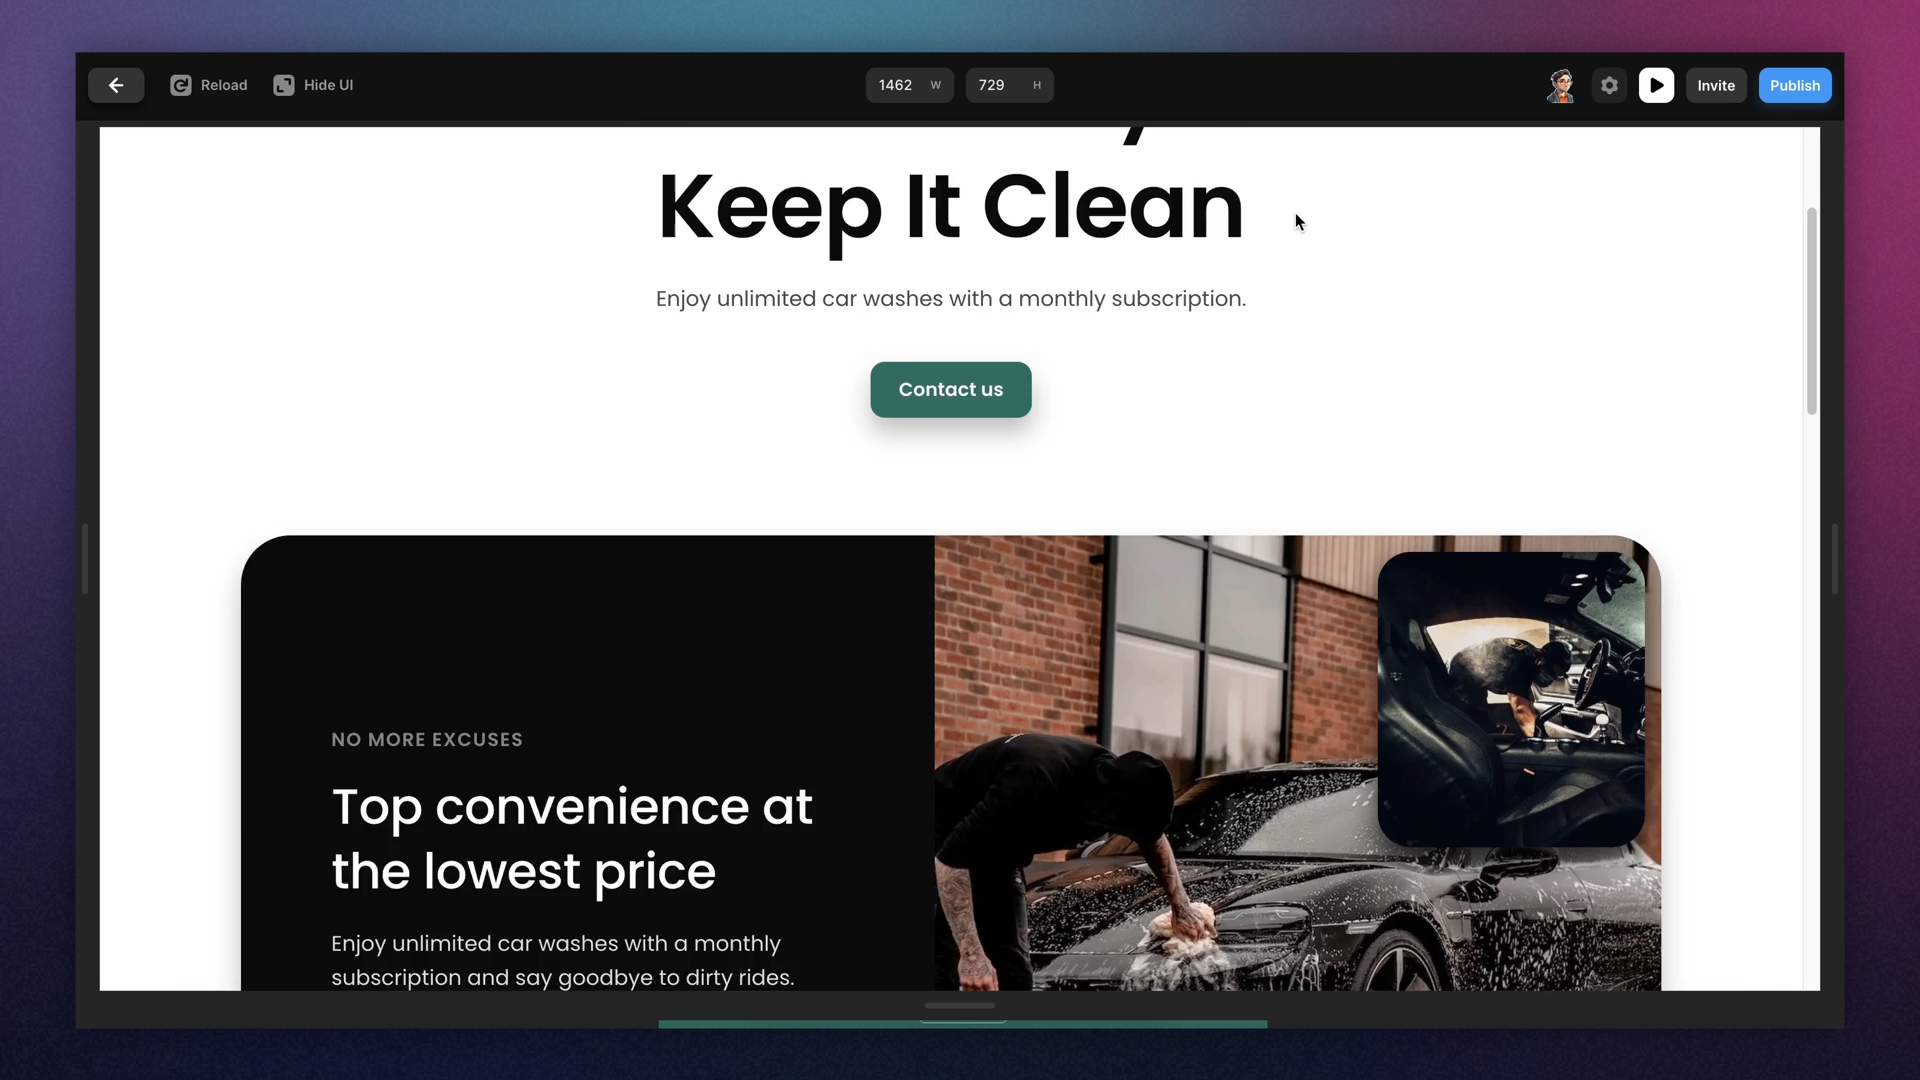 Reload
Hide UI
1462 W
729 H
Invite
Publish
Keep It Clean
Enjoy unlimited car washes with a monthly subscription.
Contact us
NO MORE EXCUSES
Top convenience at
the lowest price
Enjoy unlimited car washes with a monthly
subscription and say goodbye to dirty rides.